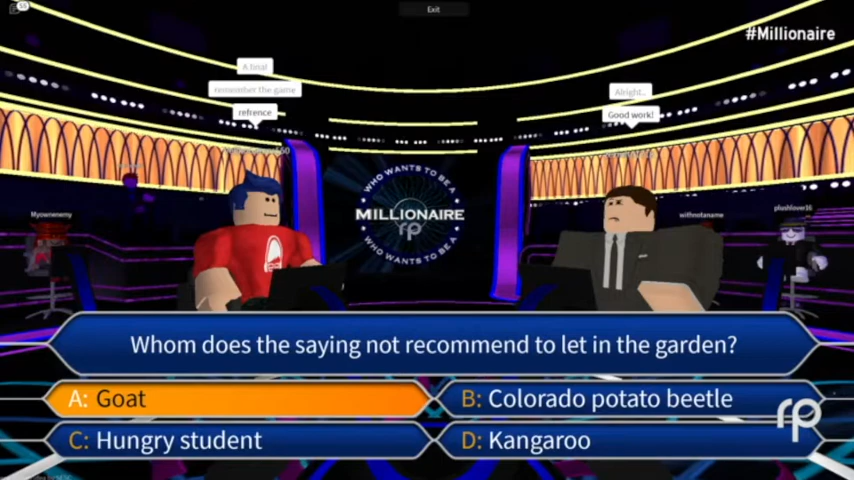 55
Exit
#Millionaire
A final
remember the game
refrence
Alright..
Good work!
Myownenemy
withnotaname
plushlover16
WHO WANTS TO BE A
MILLIONAIRE
rp
WHO WANTS TO BE A
Whom does the saying not recommend to let in the garden?
A: Goat
B: Colorado potato beetle
C: Hungry student
D: Kangaroo
rp